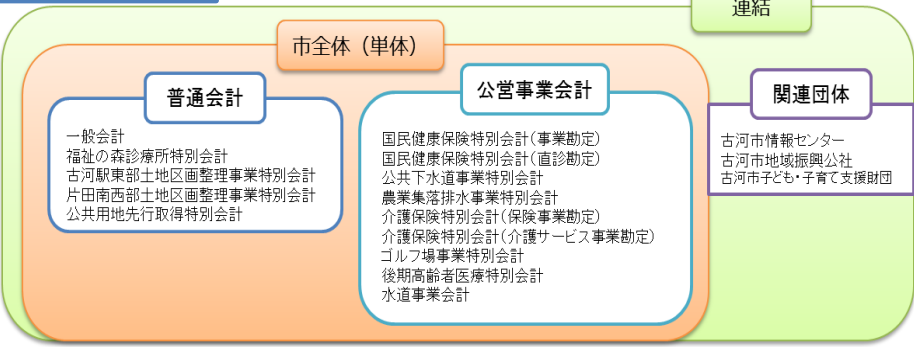 連結
市全体（単体）
普通会計
一般会計
福祉の森診療所特別会計
古河駅東部土地区画整理事業特別会計
片田南西部土地区画整理事業特別会計
公共用地先行取得特別会計
公営事業会計
国民健康保険特別会計(事業勘定)
国民健康保険特別会計(直診勘定)
公共下水道事業特別会計
農業集落排水事業特別会計
介護保険特別会計(保険事業勘定)
介護保険特別会計(介護サービス事業勘定)
ゴルフ場事業特別会計
後期高齢者医療特別会計
水道事業会計
関連団体
古河市情報センター
古河市地域振興公社
古河市子ども・子育て支援財団